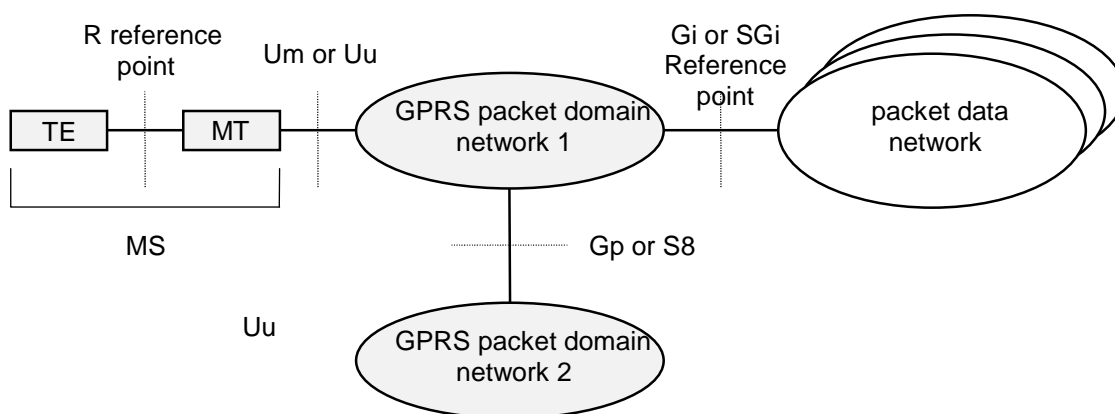 R reference
point
Um or Uu
Gi or SGi
Reference
point
TE
MT
GPRS packet domain
network 1
packet data
network
MS
Gp or S8
Uu
GPRS packet domain
network 2